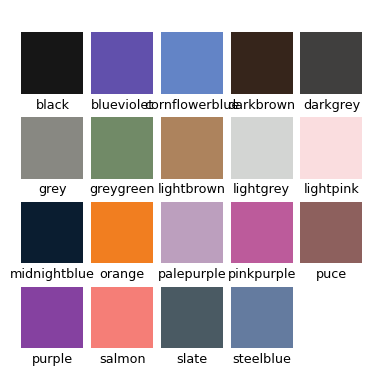 black blueviolet cornflowerblue darkbrown darkgrey
grey greygreen lightbrown lightgrey lightpink
midnightblue orange palepurple pinkpurple puce
purple salmon slate steelblue